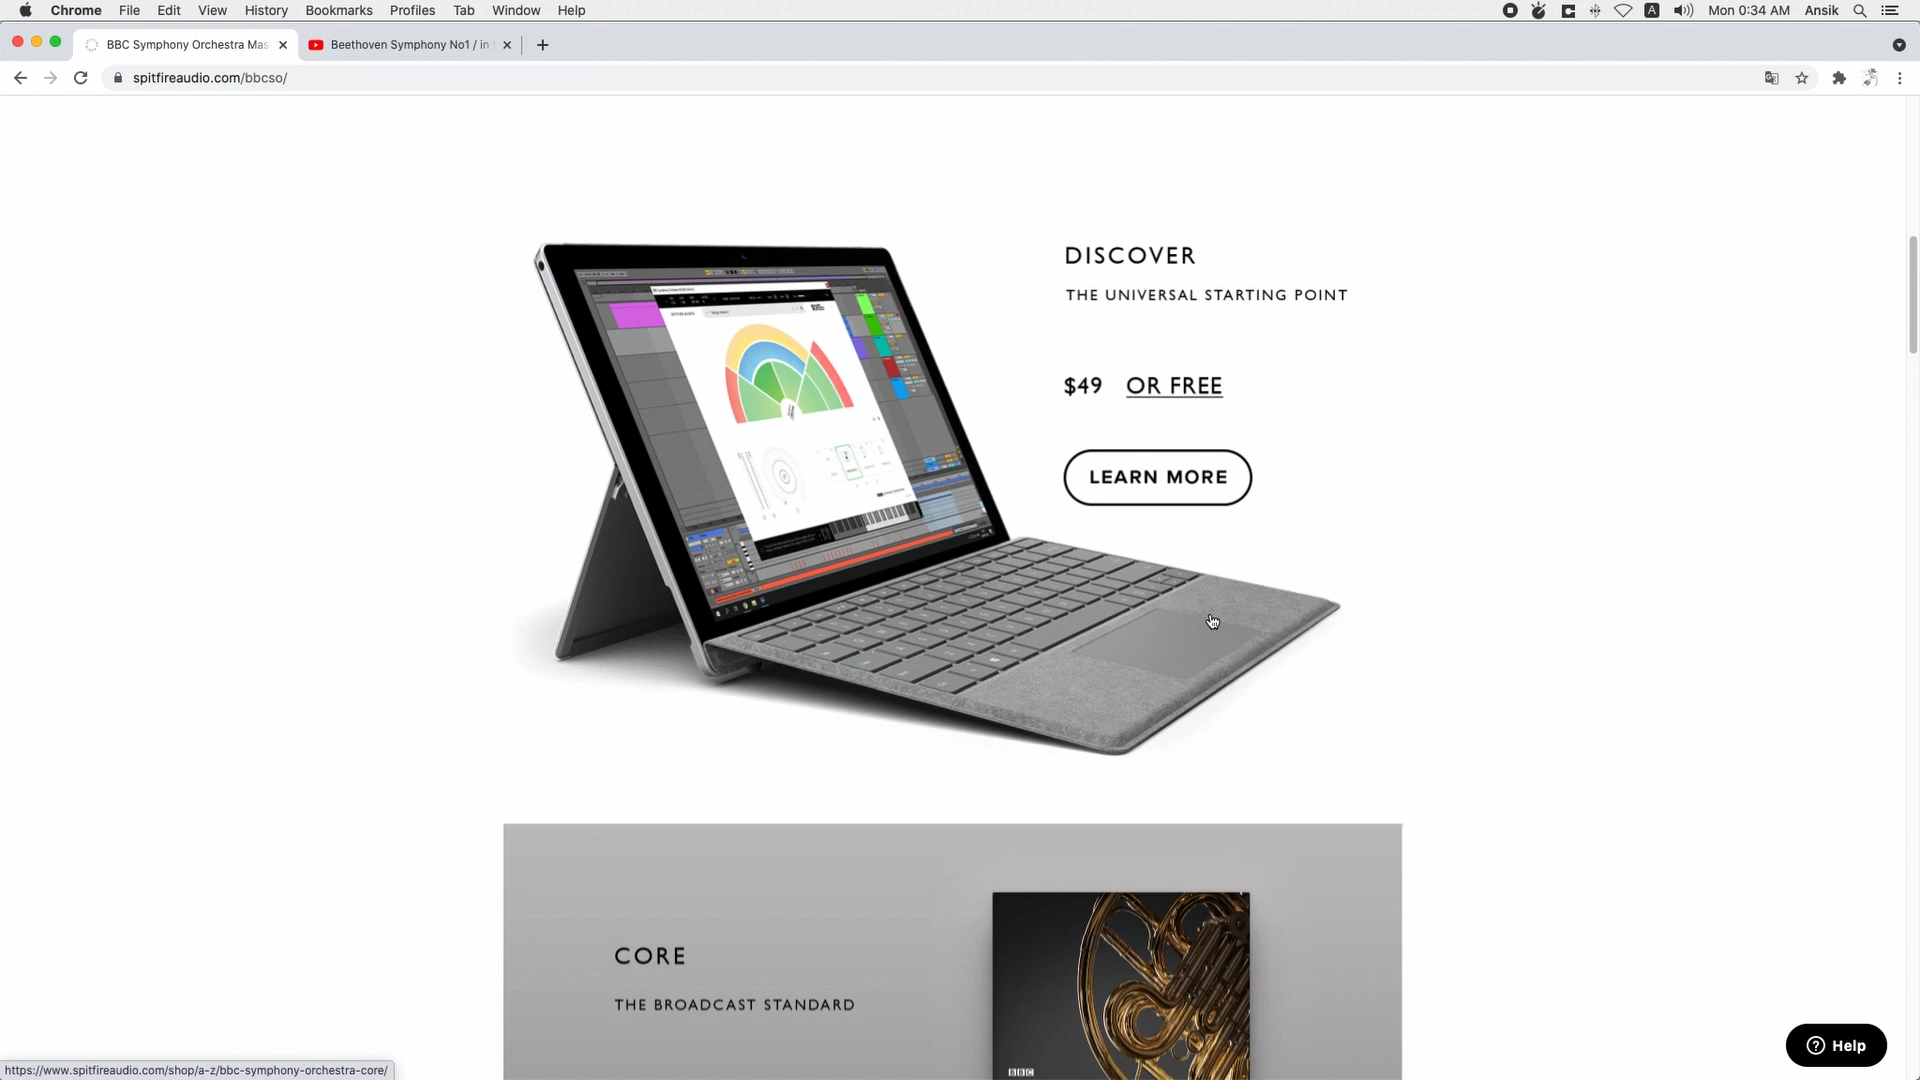 Chrome File Edit View History Bookmarks Profiles Tab Window Help
Mon 0:34 AM Ansik
BBC Symphony Orchestra Mas
Beethoven Symphony No1 / in
spitfireaudio.com/bbcso/
DISCOVER
THE UNIVERSAL STARTING POINT
$49 OR FREE
LEARN MORE
CORE
THE BROADCAST STANDARD
BBC
Help
https://www.spitfireaudio.com/shop/a-z/bbc-symphony-orchestra-core/